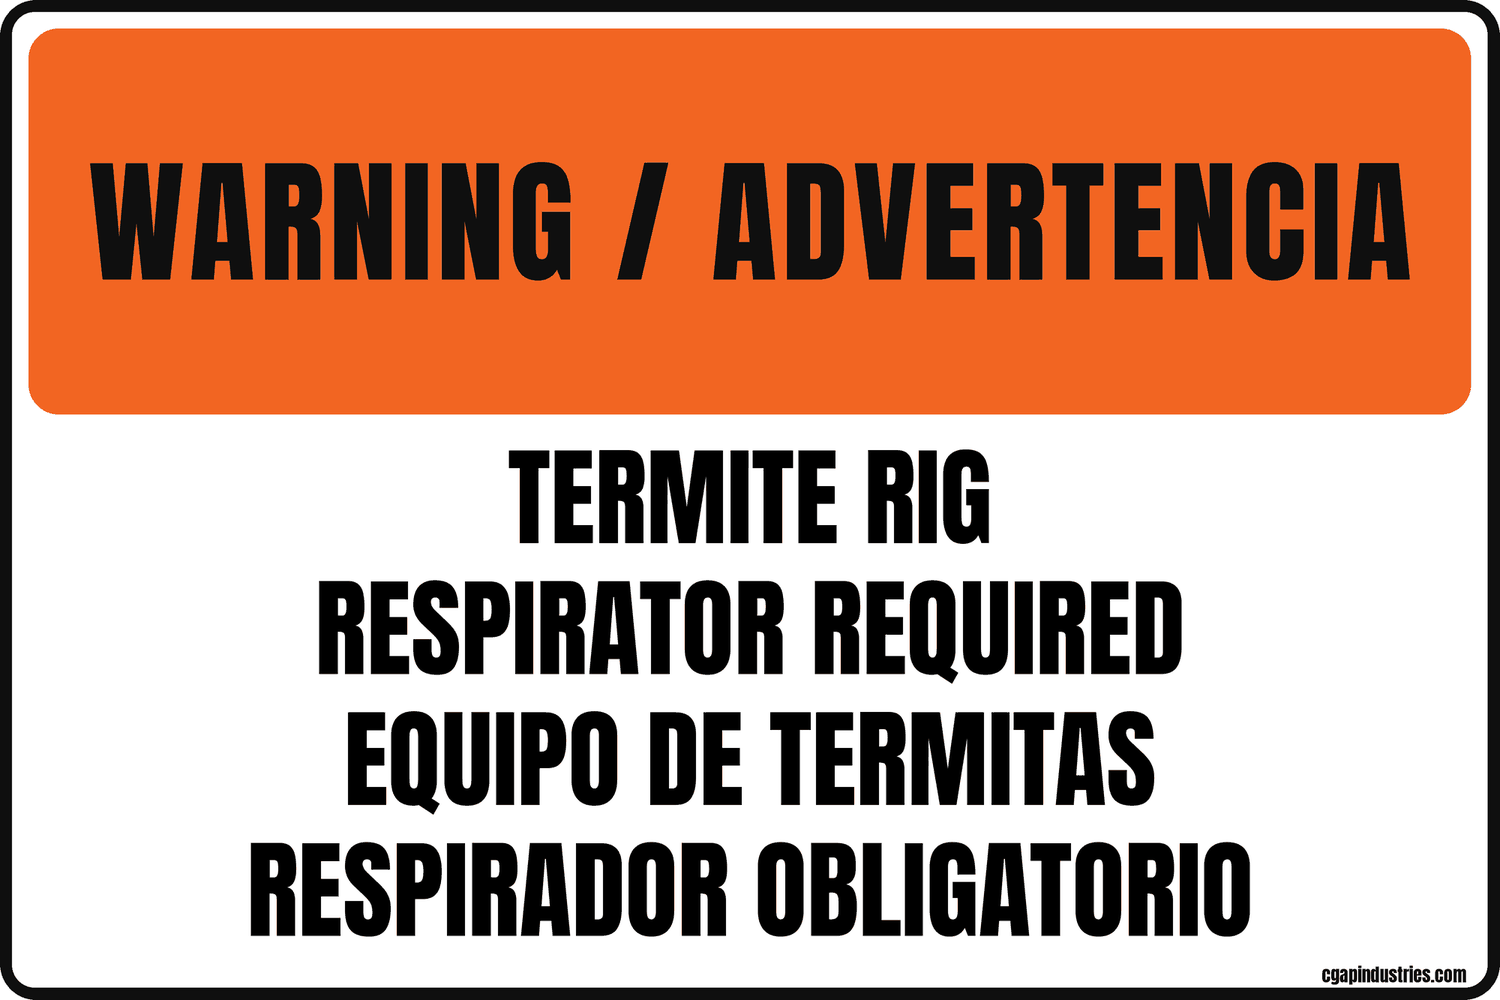 WARNING / ADVERTENCIA
TERMITE RIG
RESPIRATOR REQUIRED
EQUIPO DE TERMITAS
RESPIRADOR OBLIGATORIO
cgapindustries.com